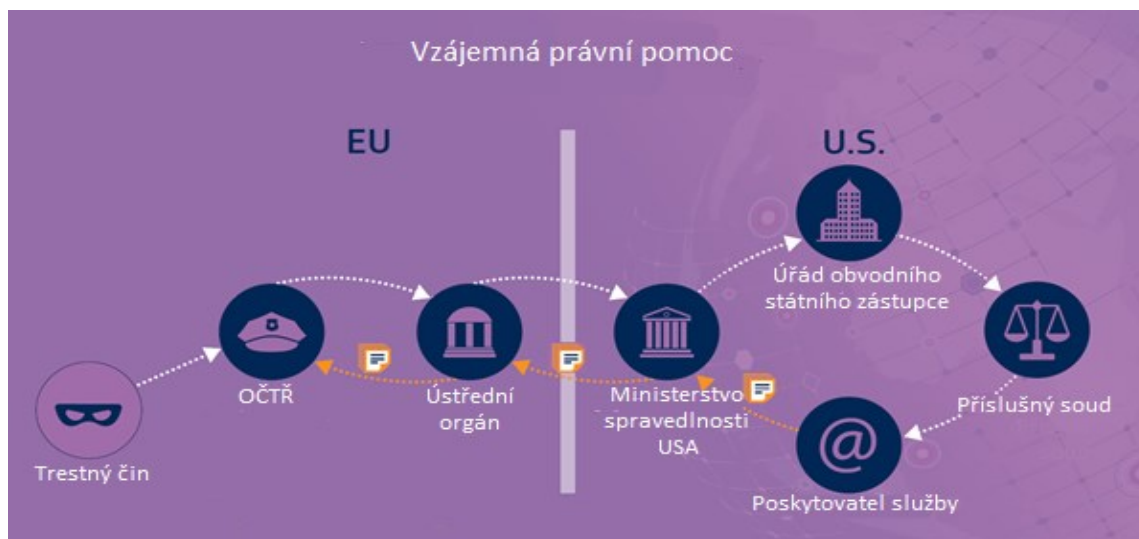 Vzájemná právní pomoc
EU
U.S.
Úřád obvodního
státního zástupce
OČTŘ
Ústřední
orgán
Ministerstvo
spravedlnosti
USA
Příslušný soud
Trestný čin
@
Poskytovatel služby